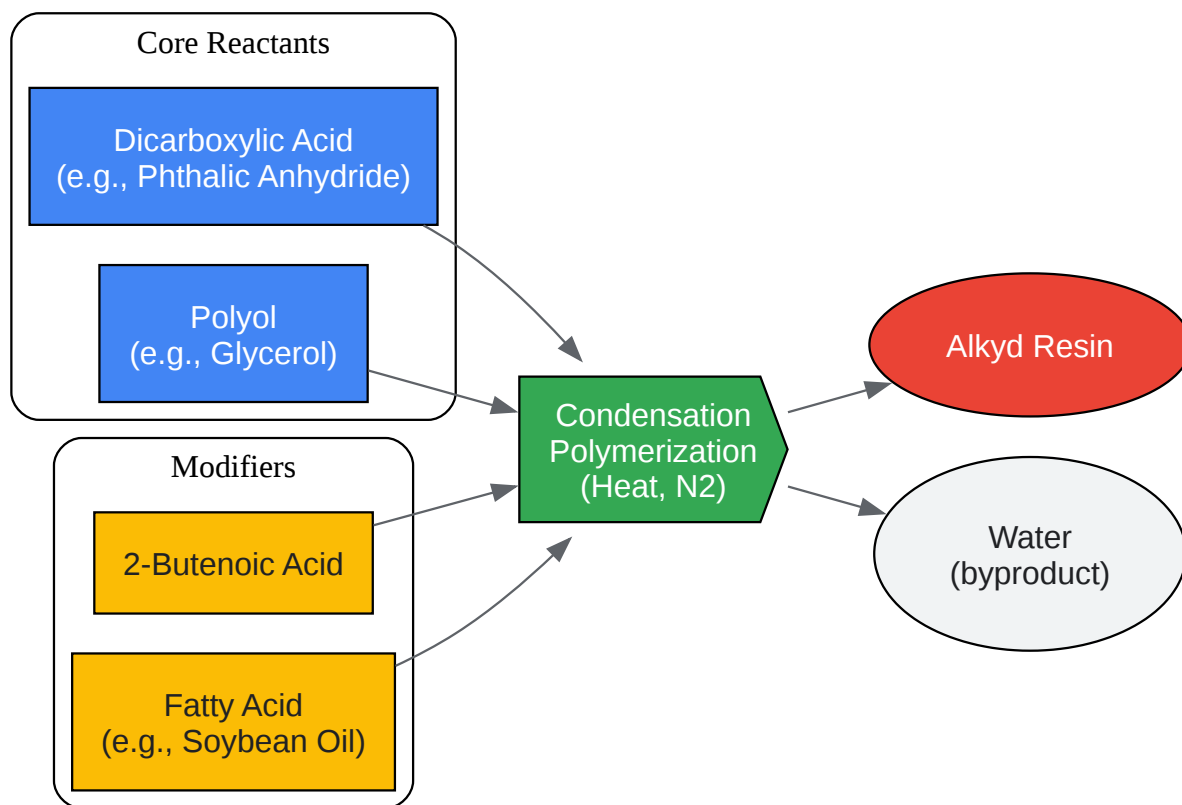 Core Reactants
Dicarboxylic Acid
(e.g., Phthalic Anhydride)
Polyol
(e.g., Glycerol)
Modifiers
2-Butenoic Acid
Fatty Acid
(e.g., Soybean Oil)
Condensation
Polymerization
(Heat, N2)
Alkyd Resin
Water
(byproduct)